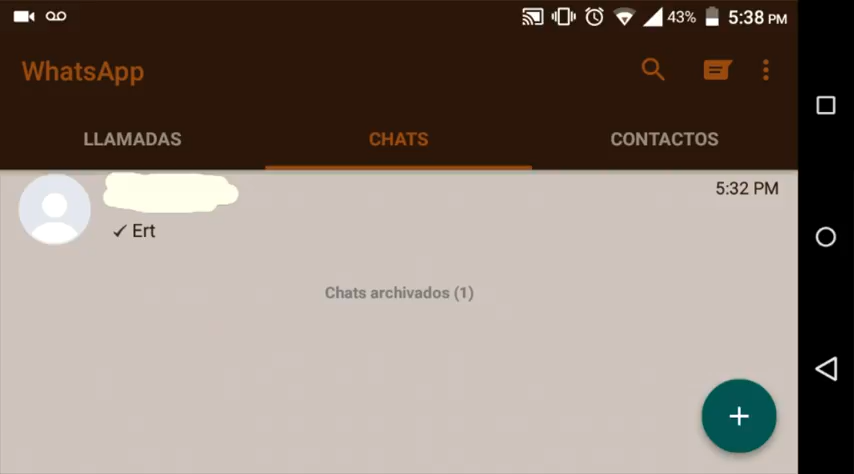 43% 5:38 PM
WhatsApp
LLAMADAS CHATS CONTACTOS
5:32 PM
✓ Ert
Chats archivados (1)